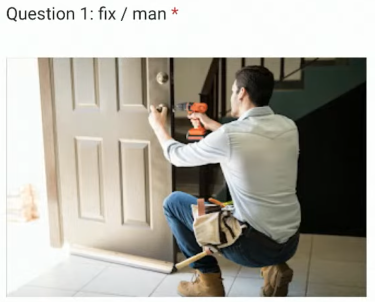 Question 1: fix / man *